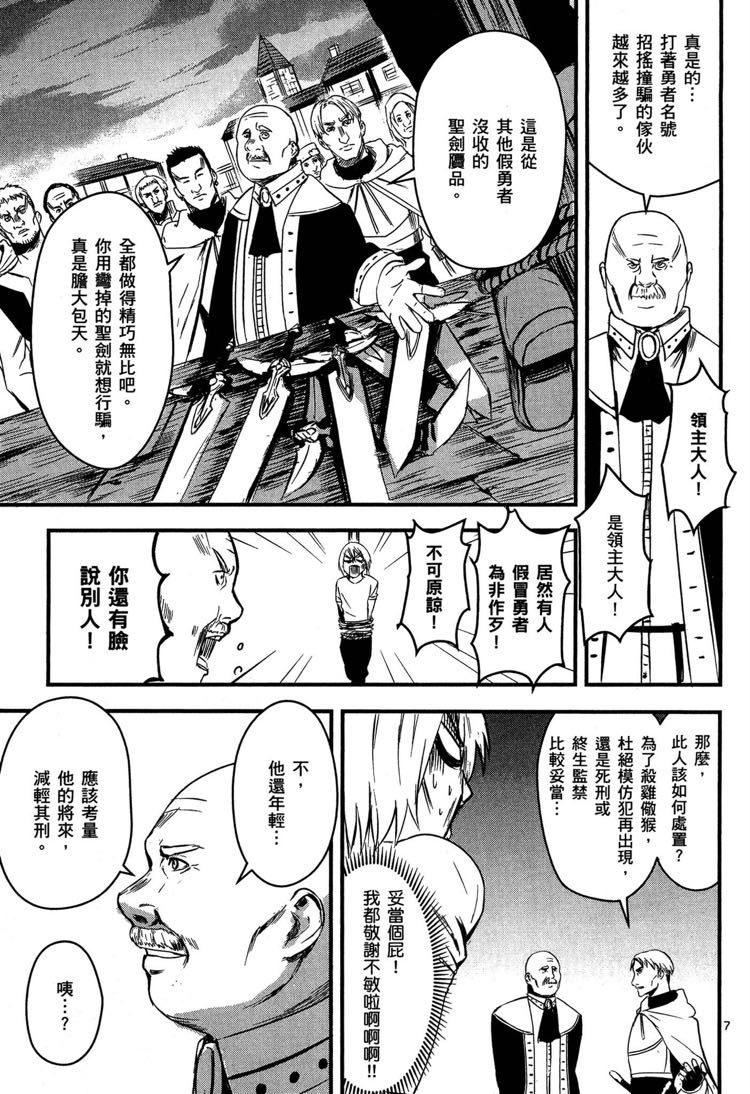 真是的…
打著勇者名號
招搖撞騙的傢伙
越來越多了。
領主大人！
是領主大人！
這是從
其他假勇者
沒收的
聖劍贗品。
全都做得精巧無比吧。
你用彎掉的聖劍就想行騙，
真是膽大包天。
居然有人
假冒勇者
為非作歹！
不可原諒！
你還有臉
說別人！
那麼，
此人該如何處置？
為了殺雞儆猴，
杜絕模仿犯再出現，
還是死刑或
終生監禁
比較妥當…
妥當個屁！
我都敬謝不敏啦啊啊啊!!
不，
他還年輕…
應該考量
他的將來，
減輕其刑。
咦…？
7